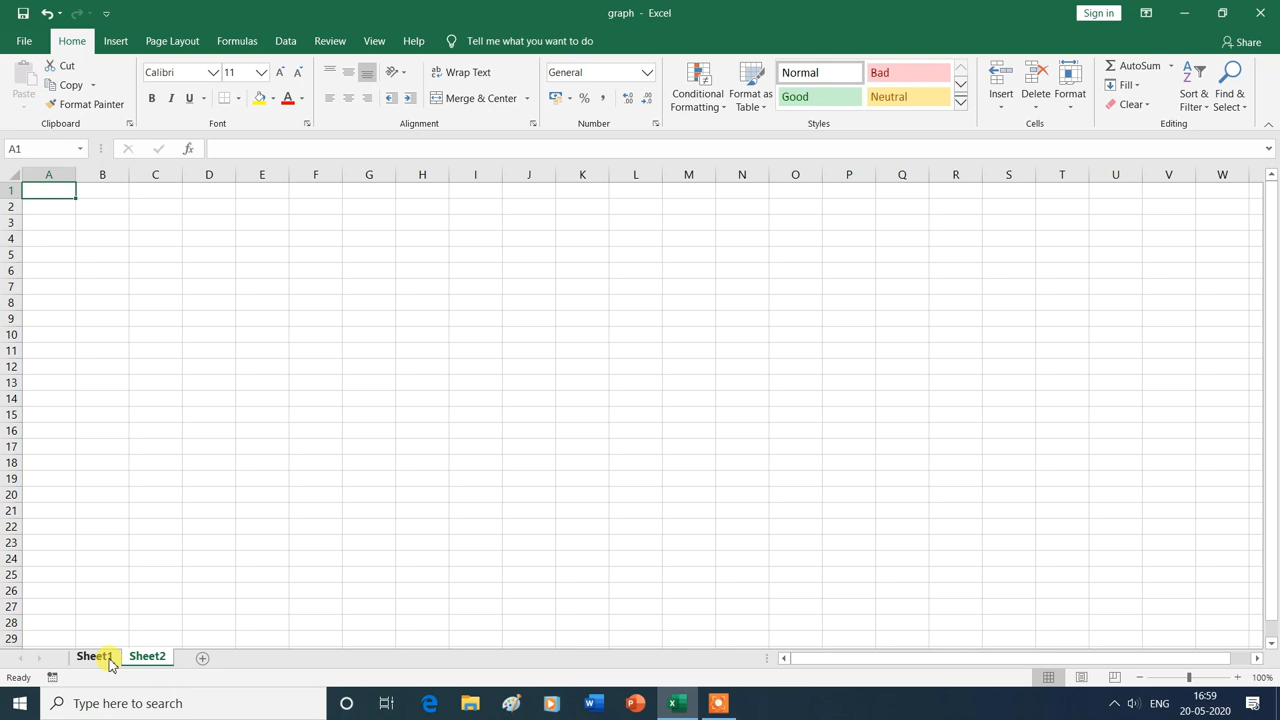 graph - Excel
Sign in
File Home Insert Page Layout Formulas Data Review View Help Tell me what you want to do Share
Paste
Cut
Copy
Format Painter
Clipboard
Calibri 11
B I U
Font
Wrap Text
Merge & Center
Alignment
General
Number
Conditional Formatting
Format as Table
Normal Bad
Good Neutral
Styles
Insert Delete Format
Cells
AutoSum
Fill
Clear
Sort & Filter
Find & Select
Editing
A1 fx
A B C D E F G H I J K L M N O P Q R S T U V W
1
2
3
4
5
6
7
8
9
10
11
12
13
14
15
16
17
18
19
20
21
22
23
24
25
26
27
28
29
Sheet1 Sheet2
Ready 100%
Type here to search
ENG
16:59
20-05-2020